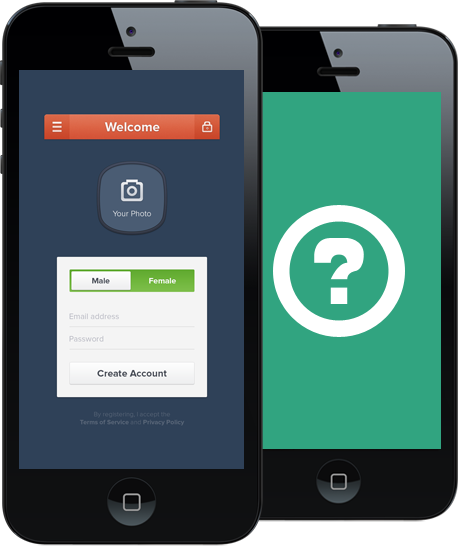 Welcome
Your Photo
Male Female
Email address
Password
Create Account
By registering, I accept the
Terms of Service and Privacy Policy
?